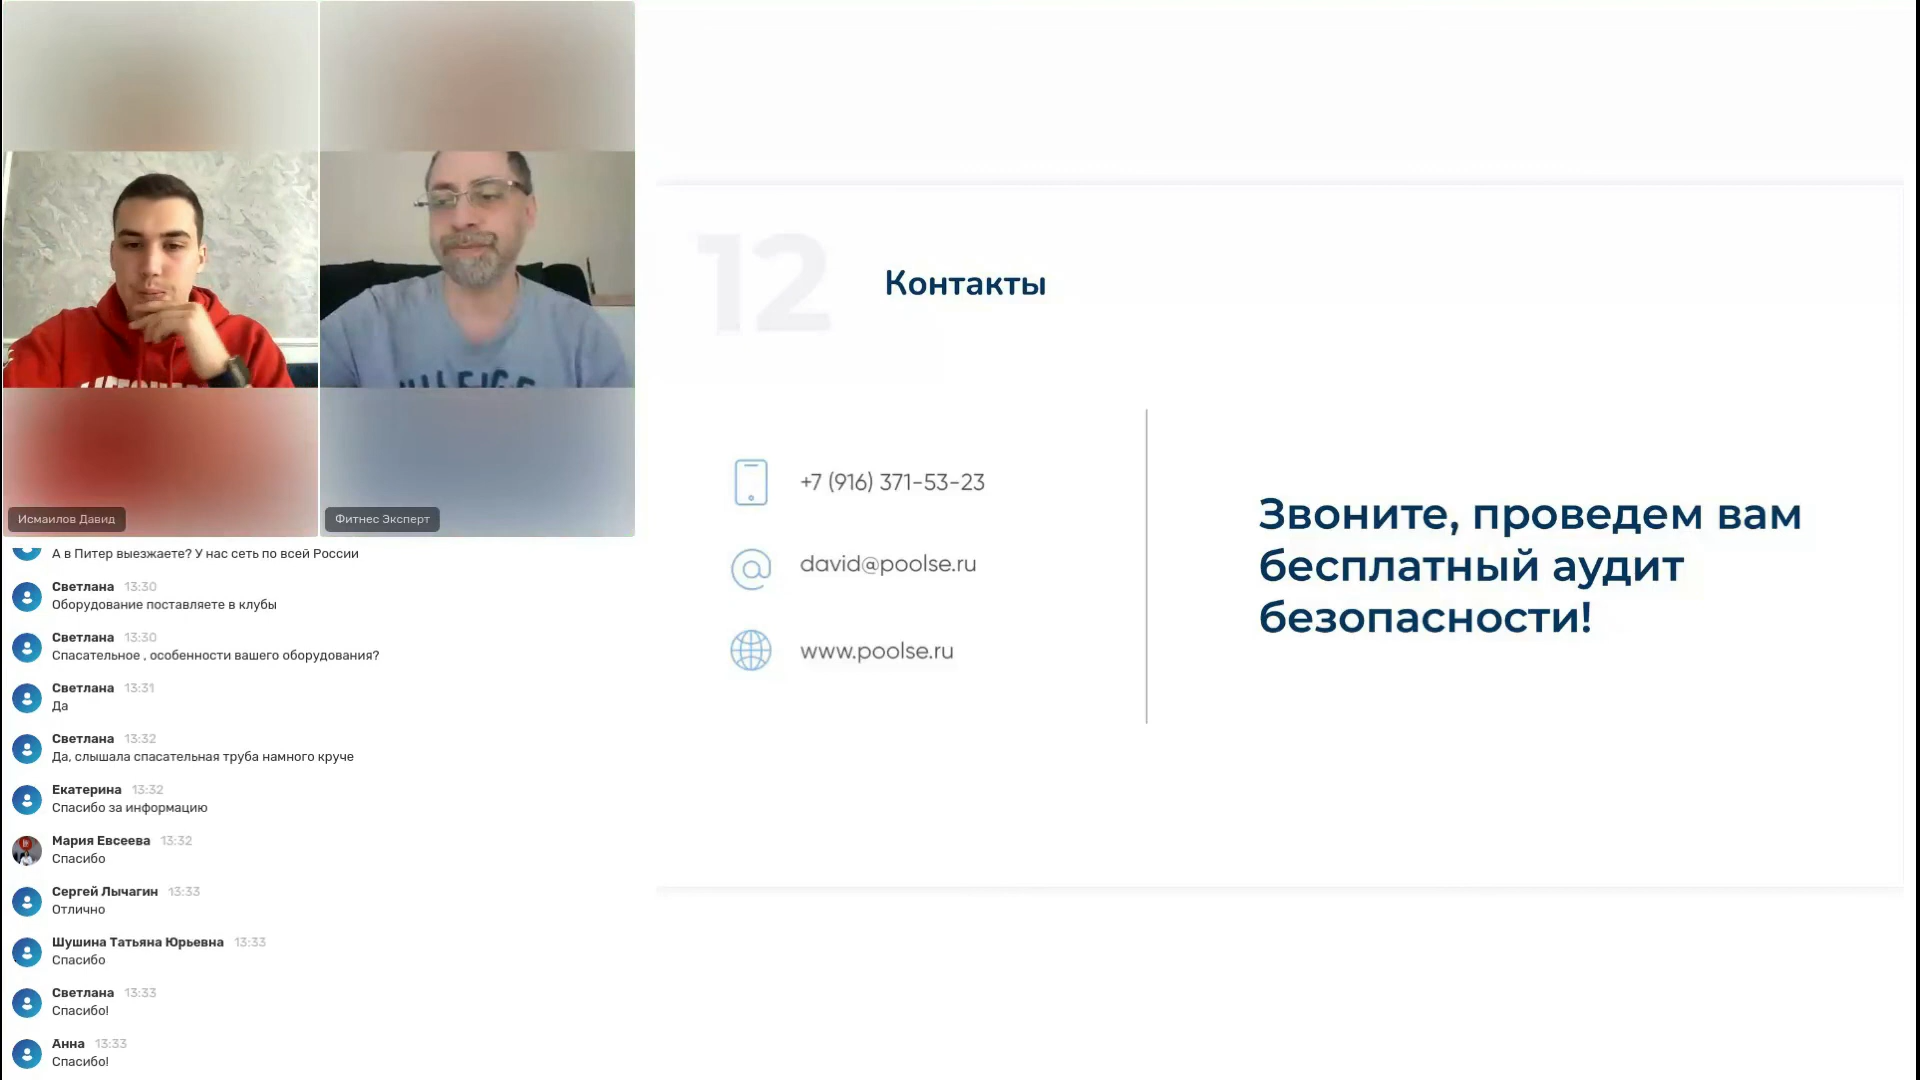 Исмаилов Давид
Фитнес Эксперт
А в Питер выезжаете? У нас сеть по всей России
Светлана 13:30
Оборудование поставляете в клубы
Светлана 13:30
Спасательное , особенности вашего оборудования?
Светлана 13:31
Да
Светлана 13:32
Да, слышала спасательная труба намного круче
Екатерина 13:32
Спасибо за информацию
Мария Евсеева 13:32
Спасибо
Сергей Лычагин 13:33
Отлично
Шушина Татьяна Юрьевна 13:33
Спасибо
Светлана 13:33
Спасибо!
Анна 13:33
Спасибо!
12
Контакты
+7 (916) 371-53-23
david@poolse.ru
www.poolse.ru
Звоните, проведем вам
бесплатный аудит
безопасности!